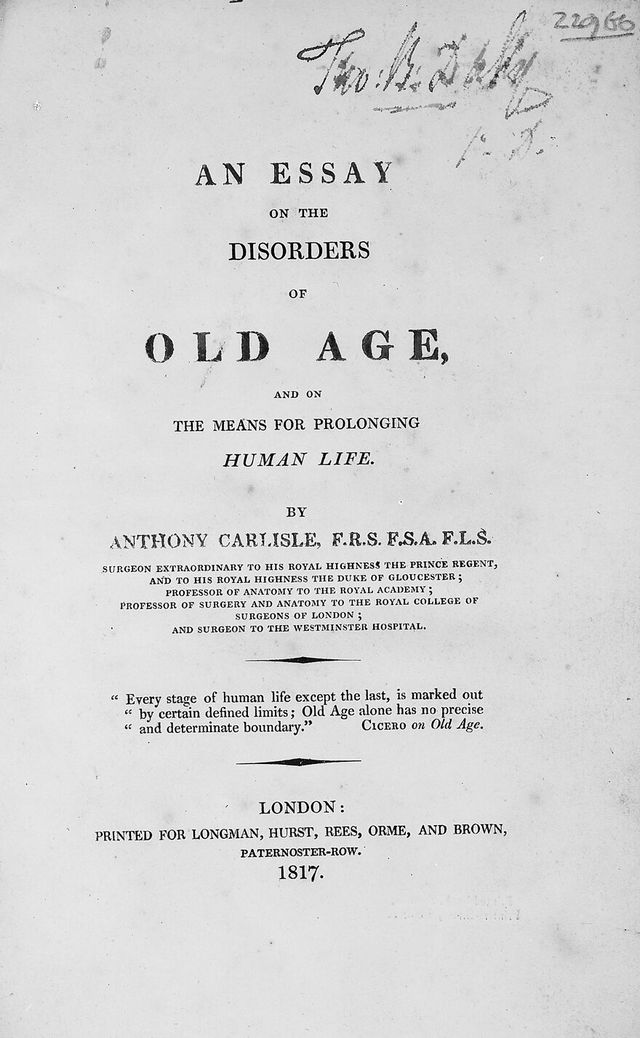 22966
Tho: B:
AN ESSAY
ON THE
DISORDERS
OF
OLD AGE,
AND ON
THE MEANS FOR PROLONGING
HUMAN LIFE.
BY
ANTHONY CARLISLE, F.R.S. F.S.A. F.L.S.
SURGEON EXTRAORDINARY TO HIS ROYAL HIGHNESS THE PRINCE REGENT,
AND TO HIS ROYAL HIGHNESS THE DUKE OF GLOUCESTER;
PROFESSOR OF ANATOMY TO THE ROYAL ACADEMY;
PROFESSOR OF SURGERY AND ANATOMY TO THE ROYAL COLLEGE OF
SURGEONS OF LONDON;
AND SURGEON TO THE WESTMINSTER HOSPITAL.
“ Every stage of human life except the last, is marked out
“ by certain defined limits; Old Age alone has no precise
“ and determinate boundary.” CICERO on Old Age.
LONDON:
PRINTED FOR LONGMAN, HURST, REES, ORME, AND BROWN,
PATERNOSTER-ROW.
1817.